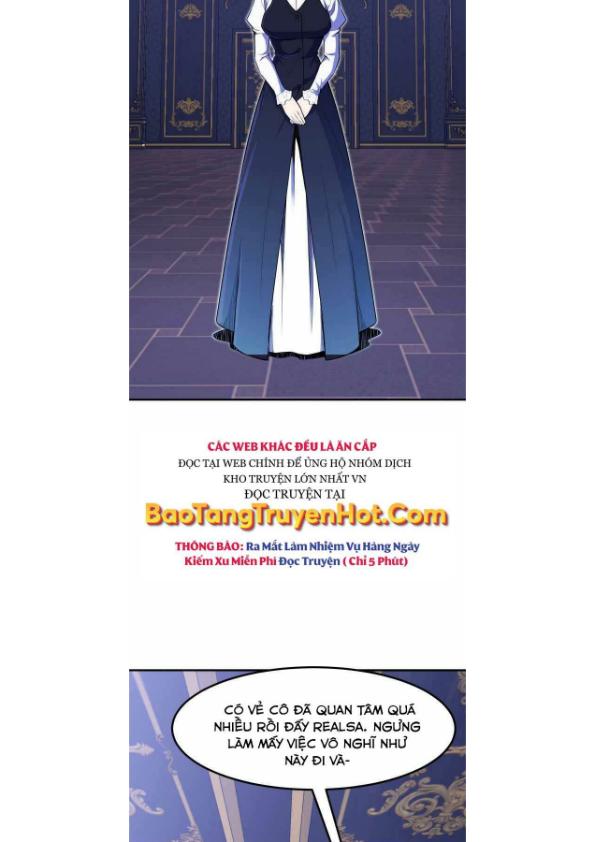 CÁC WEB KHÁC ĐỀU LÀ ĂN CẮP
ĐỌC TẠI WEB CHÍNH ĐỂ ỦNG HỘ NHÓM DỊCH
KHO TRUYỆN LỚN NHẤT VN
ĐỌC TRUYỆN TẠI
BaoTangTruyenHot.Com
THÔNG BÁO: Ra Mắt Làm Nhiệm Vụ Hàng Ngày
Kiếm Xu Miễn Phí Đọc Truyện ( Chỉ 5 Phút)
CÓ VẺ CÔ ĐÃ QUAN TÂM QUÁ
NHIỀU RỒI ĐẤY REALSA. NGƯNG
LÀM MẤY VIỆC VÔ NGHĨ NHƯ
NÀY ĐI VÀ-